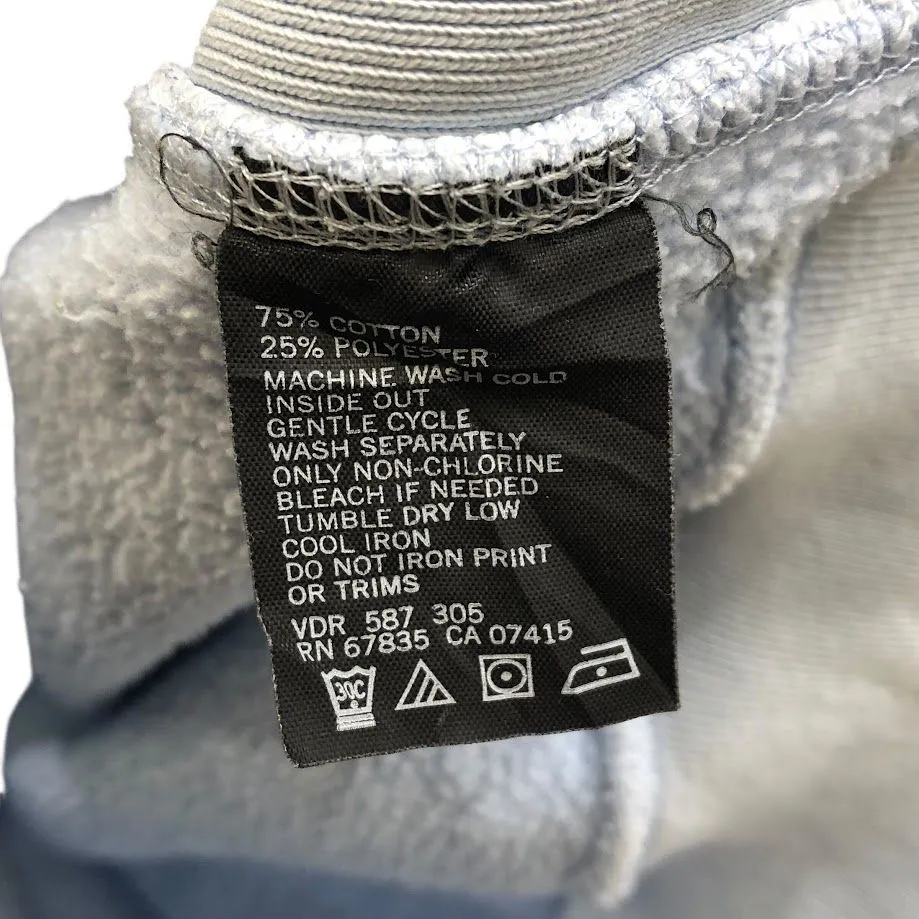 75% COTTON
25% POLYESTER
MACHINE WASH COLD
INSIDE OUT
GENTLE CYCLE
WASH SEPARATELY
ONLY NON-CHLORINE
BLEACH IF NEEDED
TUMBLE DRY LOW
COOL IRON
DO NOT IRON PRINT
OR TRIMS
VDR 587 305
RN 67835 CA 07415
30C